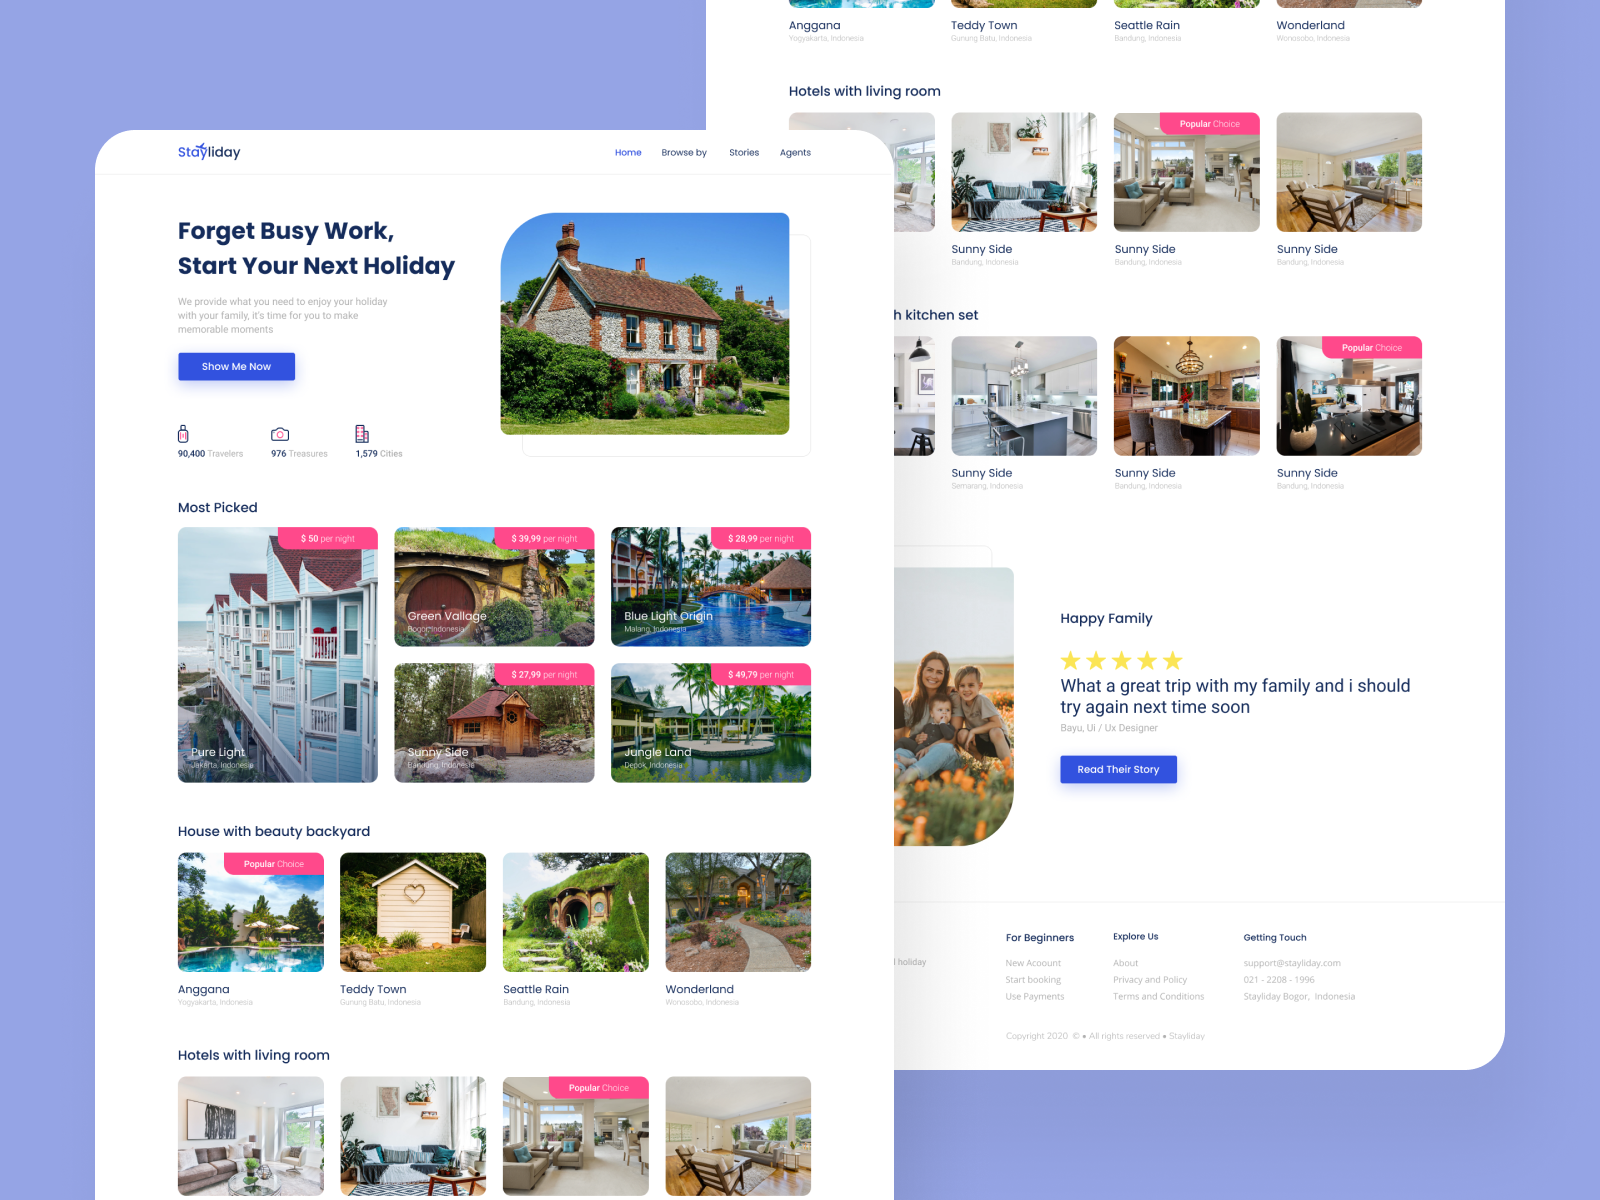 Stayliday
Home
Browse by
Stories
Agents
Forget Busy Work,
Start Your Next Holiday
We provide what you need to enjoy your holiday
with your family, it's time for you to make
memorable moments
Show Me Now
90,400 Travelers
976 Treasures
1,579 Cities
Most Picked
$ 50 per night
Pure Light
Jakarta, Indonesia
$ 39,99 per night
Green Vallage
Bogor, Indonesia
$ 28,99 per night
Blue Light Origin
Malang, Indonesia
$ 27,99 per night
Sunny Side
Bandung, Indonesia
$ 49,79 per night
Jungle Land
Depok, Indonesia
House with beauty backyard
Popular Choice
Anggana
Yogyakarta, Indonesia
Teddy Town
Gunung Batu, Indonesia
Seattle Rain
Bandung, Indonesia
Wonderland
Wonosobo, Indonesia
Hotels with living room
Popular Choice
Anggana
Yogyakarta, Indonesia
Teddy Town
Gunung Batu, Indonesia
Seattle Rain
Bandung, Indonesia
Wonderland
Wonosobo, Indonesia
Hotels with living room
Popular Choice
Sunny Side
Bandung, Indonesia
Sunny Side
Bandung, Indonesia
Sunny Side
Bandung, Indonesia
h kitchen set
Popular Choice
Sunny Side
Semarang, Indonesia
Sunny Side
Bandung, Indonesia
Sunny Side
Bandung, Indonesia
Happy Family
What a great trip with my family and i should
try again next time soon
Bayu, Ui / Ux Designer
Read Their Story
l holiday
For Beginners
New Acoount
Start booking
Use Payments
Explore Us
About
Privacy and Policy
Terms and Conditions
Getting Touch
support@stayliday.com
021 - 2208 - 1996
Stayliday Bogor, Indonesia
Copyright 2020 © • All rights reserved • Stayliday